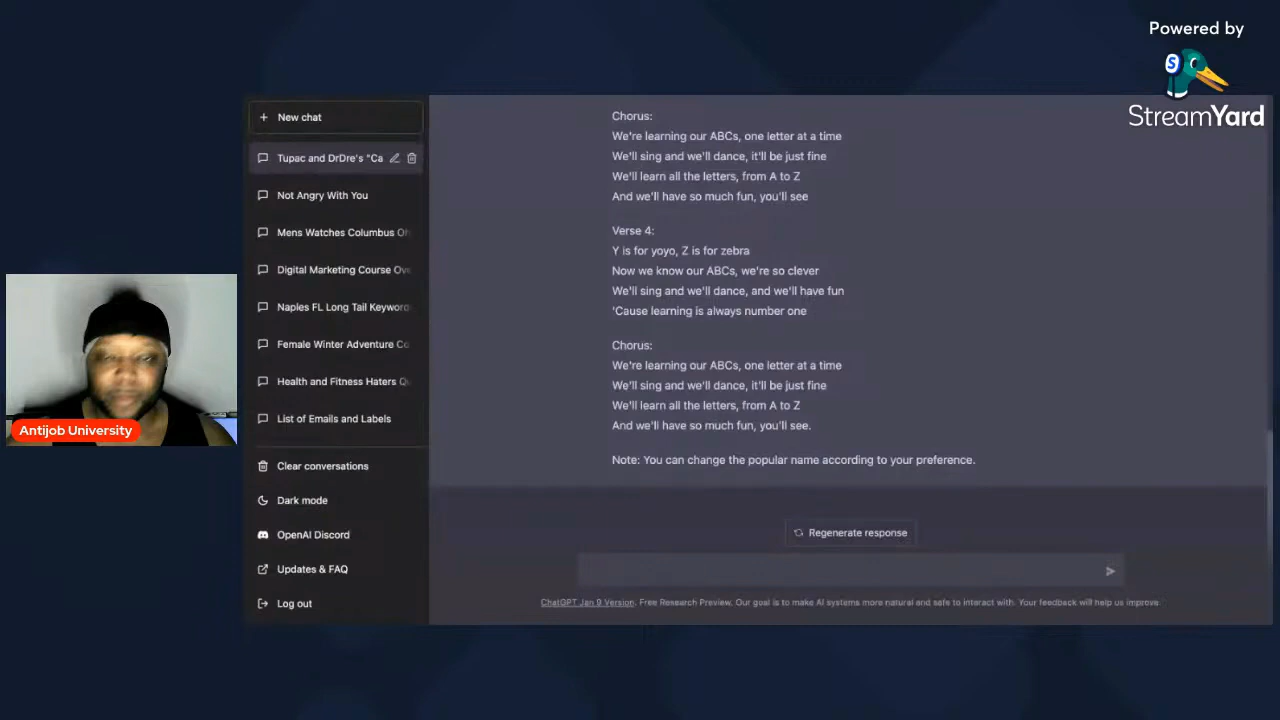 Powered by
S
StreamYard
New chat
Tupac and DrDre's "Ca
Not Angry With You
Mens Watches Columbus Oh
Digital Marketing Course Ove
Naples FL Long Tail Keyword
Female Winter Adventure Co
Health and Fitness Haters Qu
List of Emails and Labels
Clear conversations
Dark mode
OpenAI Discord
Updates & FAQ
Log out
Chorus:
We're learning our ABCs, one letter at a time
We'll sing and we'll dance, it'll be just fine
We'll learn all the letters, from A to Z
And we'll have so much fun, you'll see
Verse 4:
Y is for yoyo, Z is for zebra
Now we know our ABCs, we're so clever
We'll sing and we'll dance, and we'll have fun
'Cause learning is always number one
Chorus:
We're learning our ABCs, one letter at a time
We'll sing and we'll dance, it'll be just fine
We'll learn all the letters, from A to Z
And we'll have so much fun, you'll see.
Note: You can change the popular name according to your preference.
Regenerate response
ChatGPT Jan 9 Version. Free Research Preview. Our goal is to make AI systems more natural and safe to interact with. Your feedback will help us improve.
Antijob University